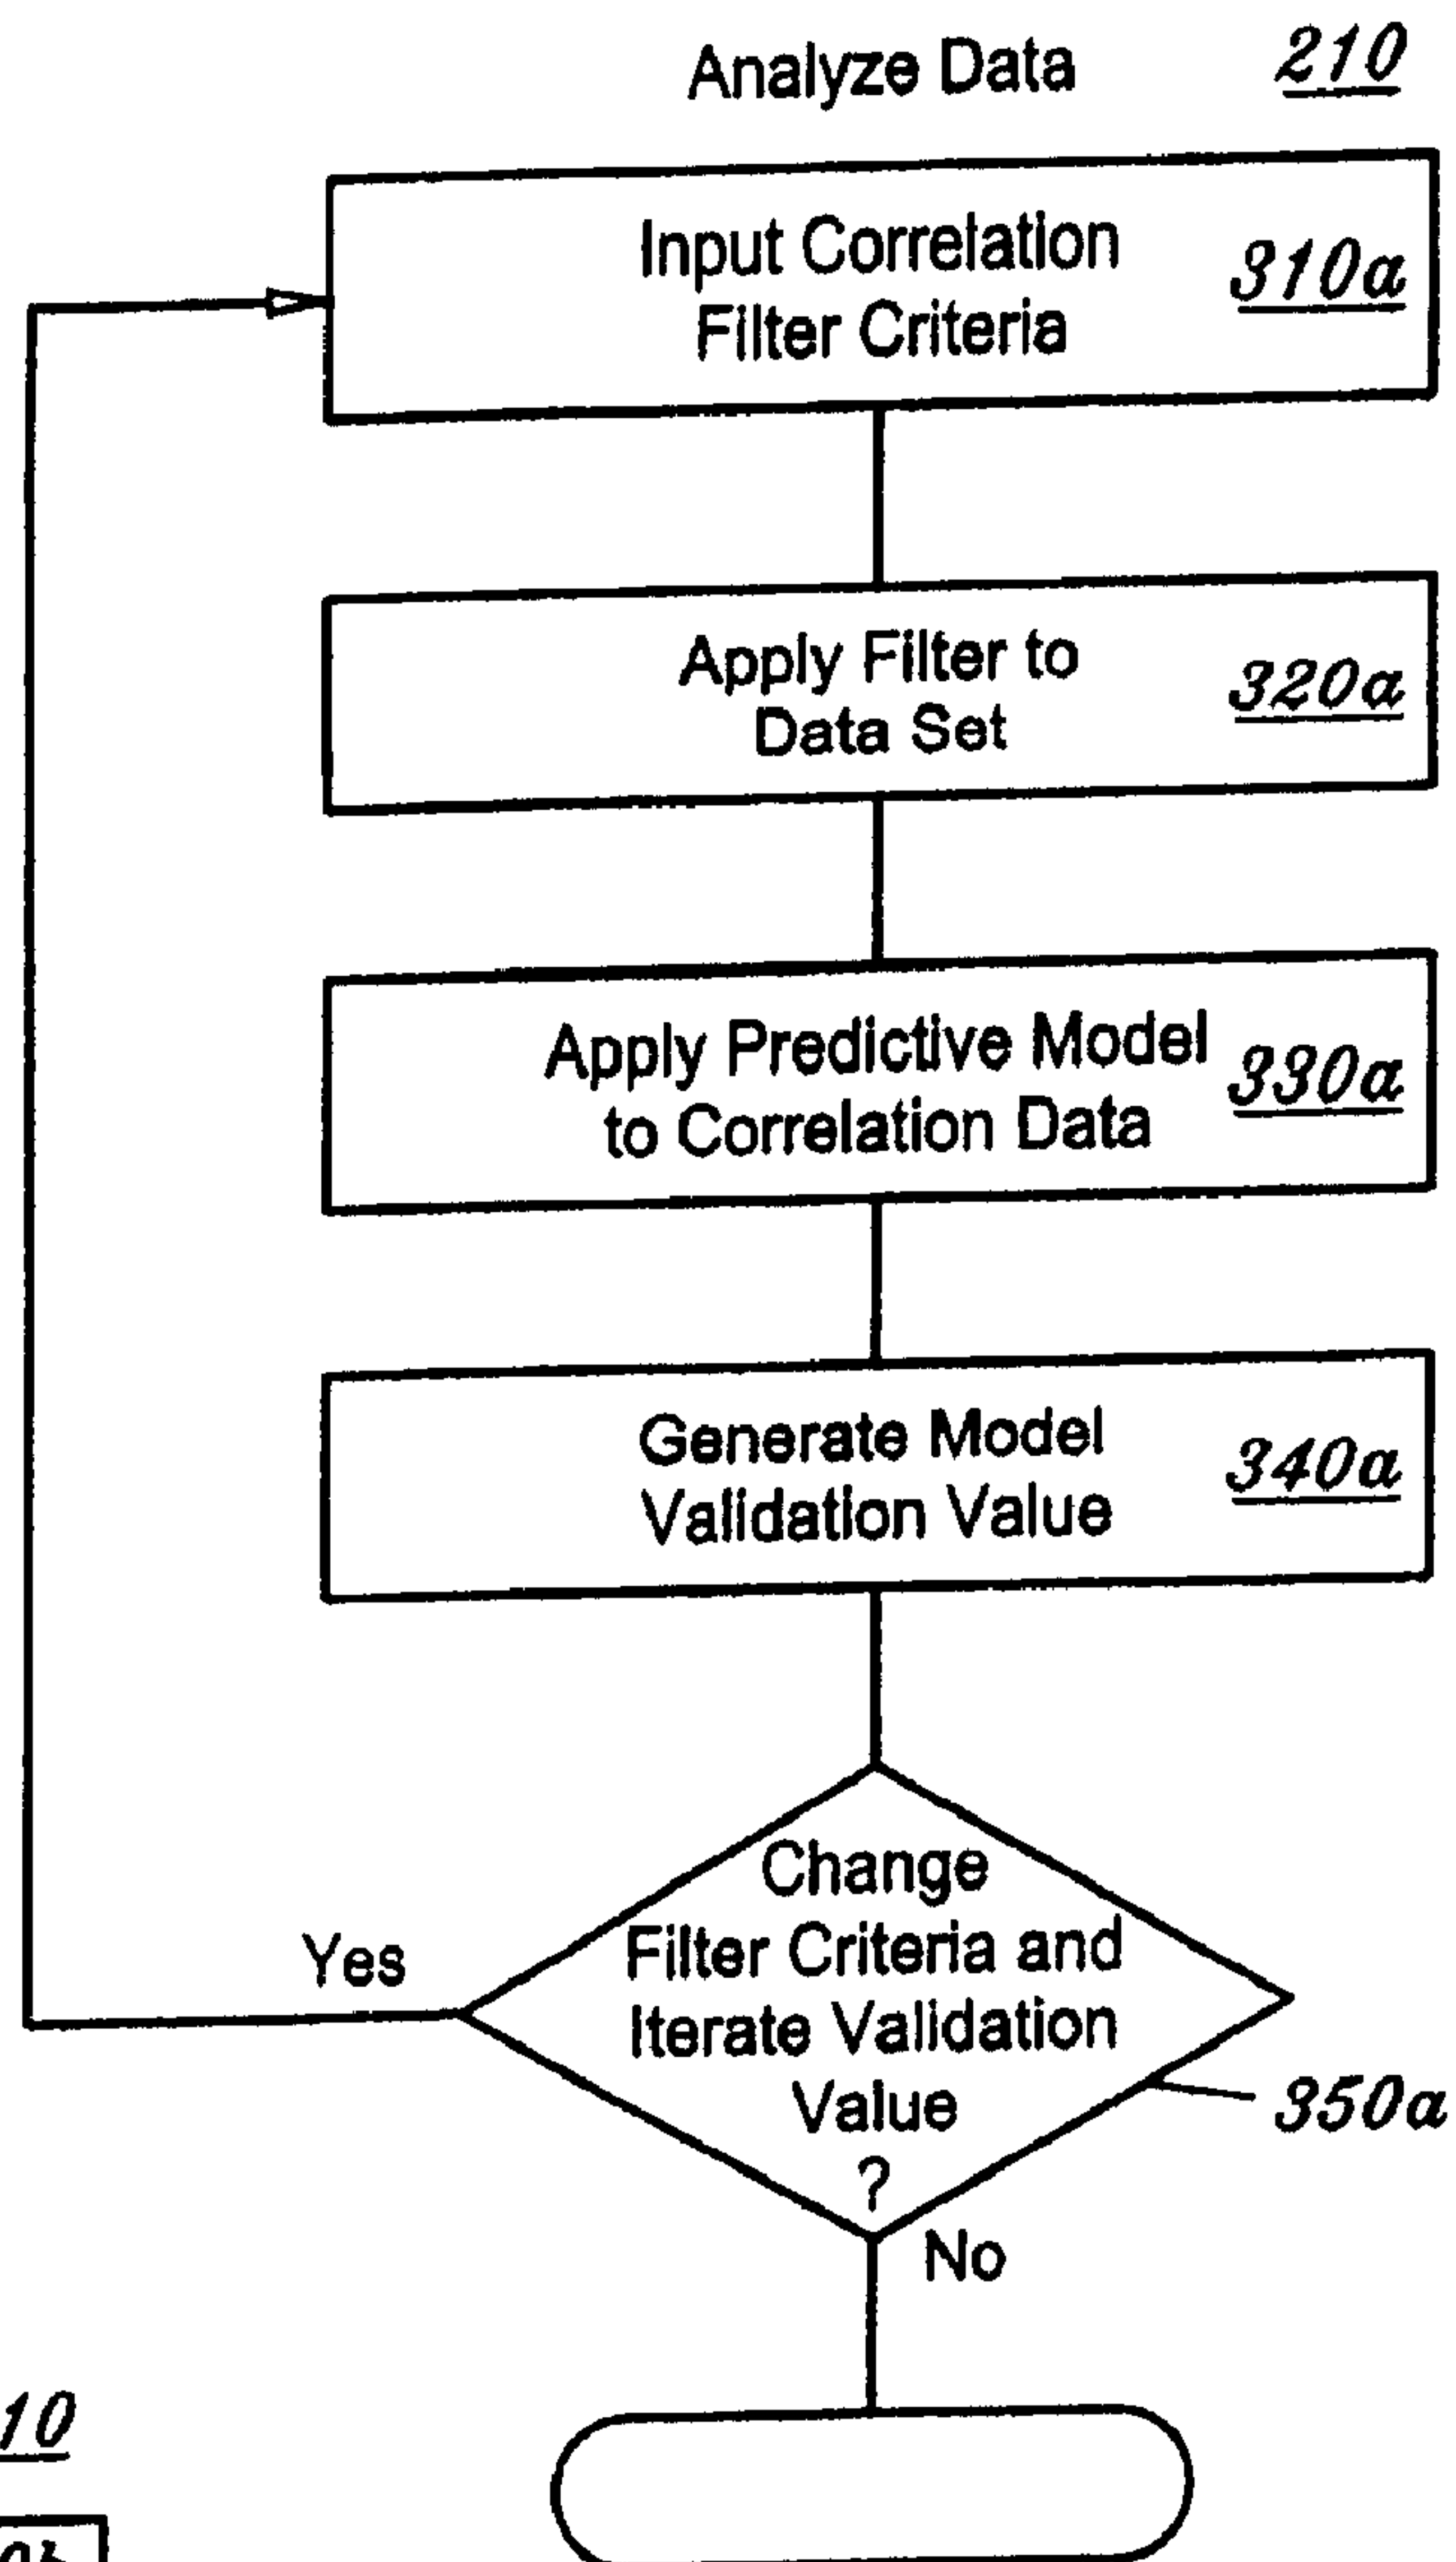 Analyze Data 210
Input Correlation
Filter Criteria
310a
Apply Filter to
Data Set
320a
Apply Predictive Model
to Correlation Data
330a
Generate Model
Validation Value
340a
Change
Filter Criteria and
Iterate Validation
Value
?
Yes
350a
No
10